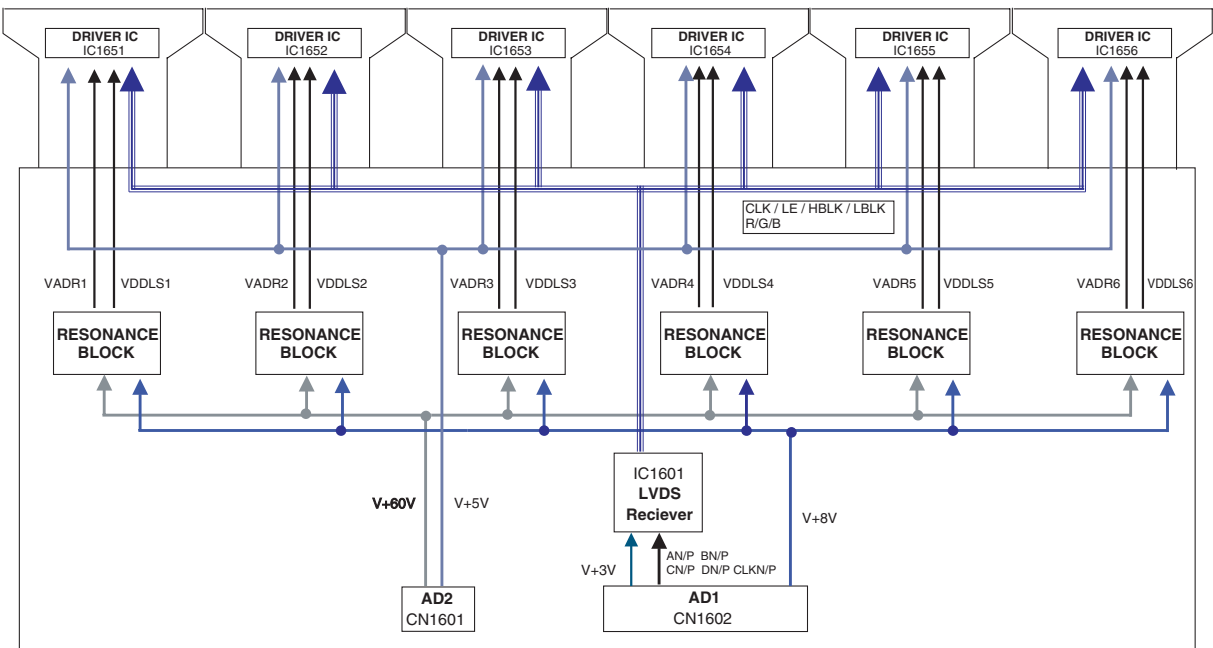 DRIVER IC
IC1651
DRIVER IC
IC1652
DRIVER IC
IC1653
DRIVER IC
IC1654
DRIVER IC
IC1655
DRIVER IC
IC1656
CLK / LE / HBLK / LBLK
R/G/B
VADR1 VDDLS1
VADR2 VDDLS2
VADR3 VDDLS3
VADR4 VDDLS4
VADR5 VDDLS5
VADR6 VDDLS6
RESONANCE
BLOCK
RESONANCE
BLOCK
RESONANCE
BLOCK
RESONANCE
BLOCK
RESONANCE
BLOCK
RESONANCE
BLOCK
IC1601
LVDS
Reciever
V+60V
V+5V
V+8V
V+3V
AN/P BN/P
CN/P DN/P CLKN/P
AD2
CN1601
AD1
CN1602